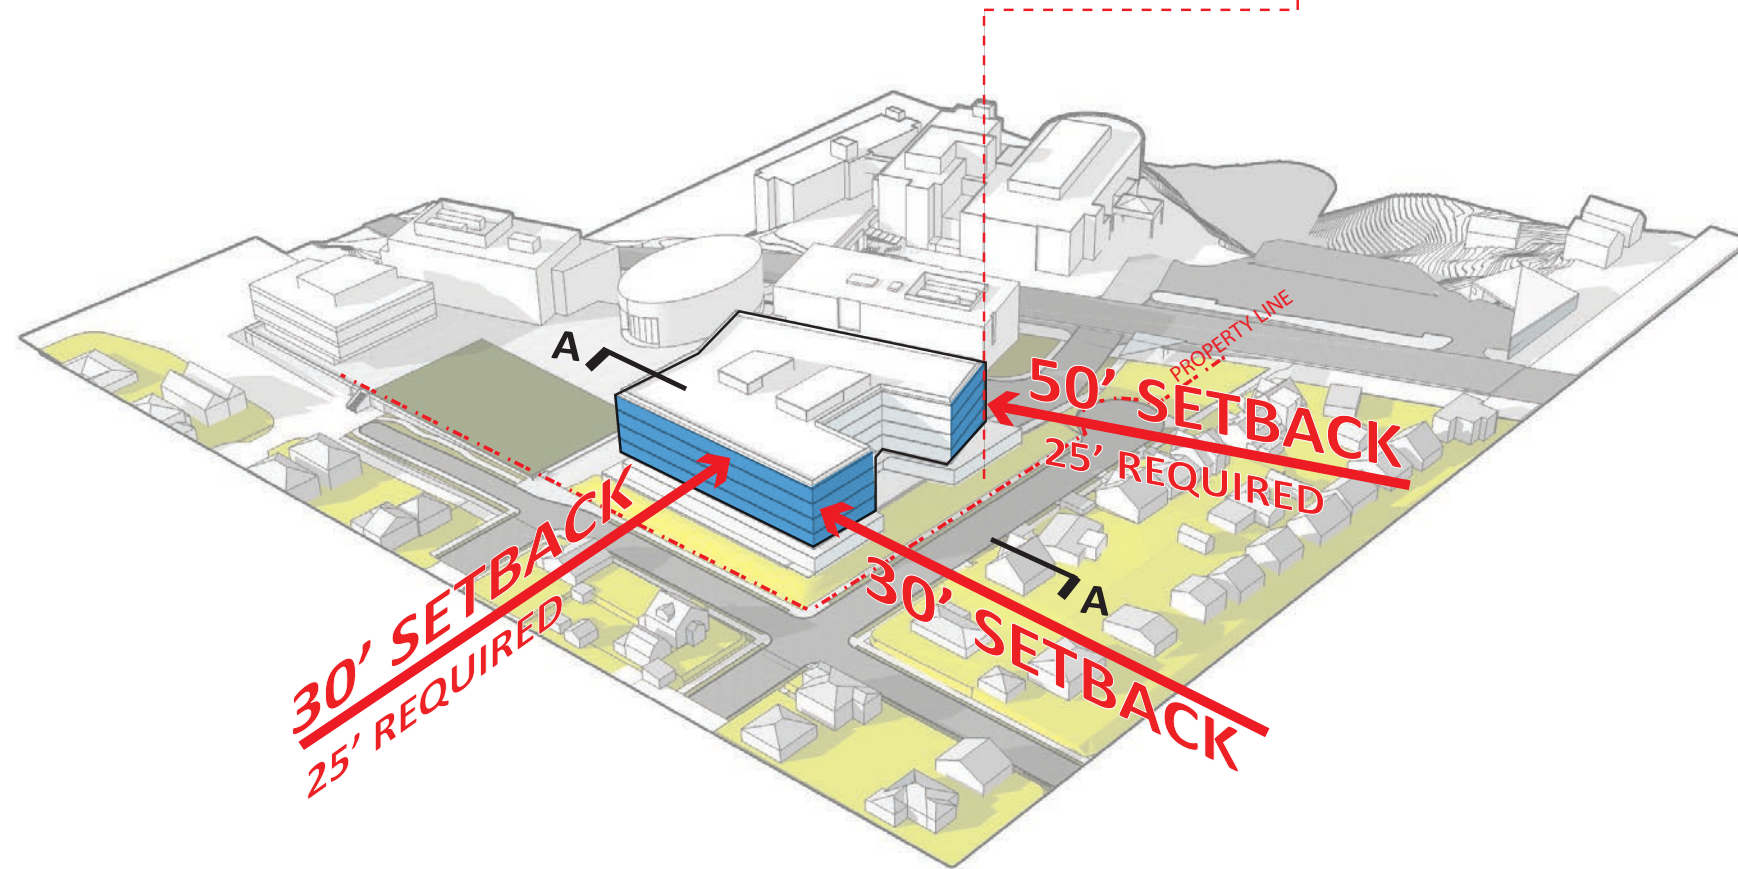 PROPERTY LINE
A
50’ SETBACK
25’ REQUIRED
30’ SETBACK
25’ REQUIRED
30’ SETBACK
A